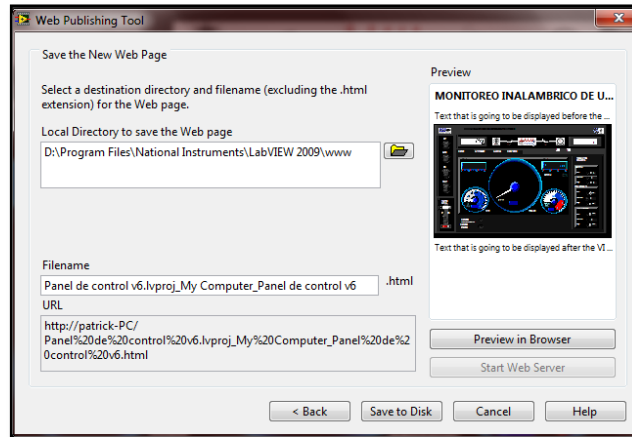 Web Publishing Tool
Save the New Web Page
Select a destination directory and filename (excluding the .html
extension) for the Web page.
Local Directory to save the Web page
D:\Program Files\National Instruments\LabVIEW 2009\www
Filename
Panel de control v6.lvproj_My Computer_Panel de control v6
.html
URL
http://patrick-PC/
Panel%20de%20control%20v6.lvproj_My%20Computer_Panel%20de%2
0control%20v6.html
Preview
MONITOREO INALAMBRICO DE U...
Text that is going to be displayed before the ...
Text that is going to be displayed after the VI ...
Preview in Browser
Start Web Server
< Back
Save to Disk
Cancel
Help